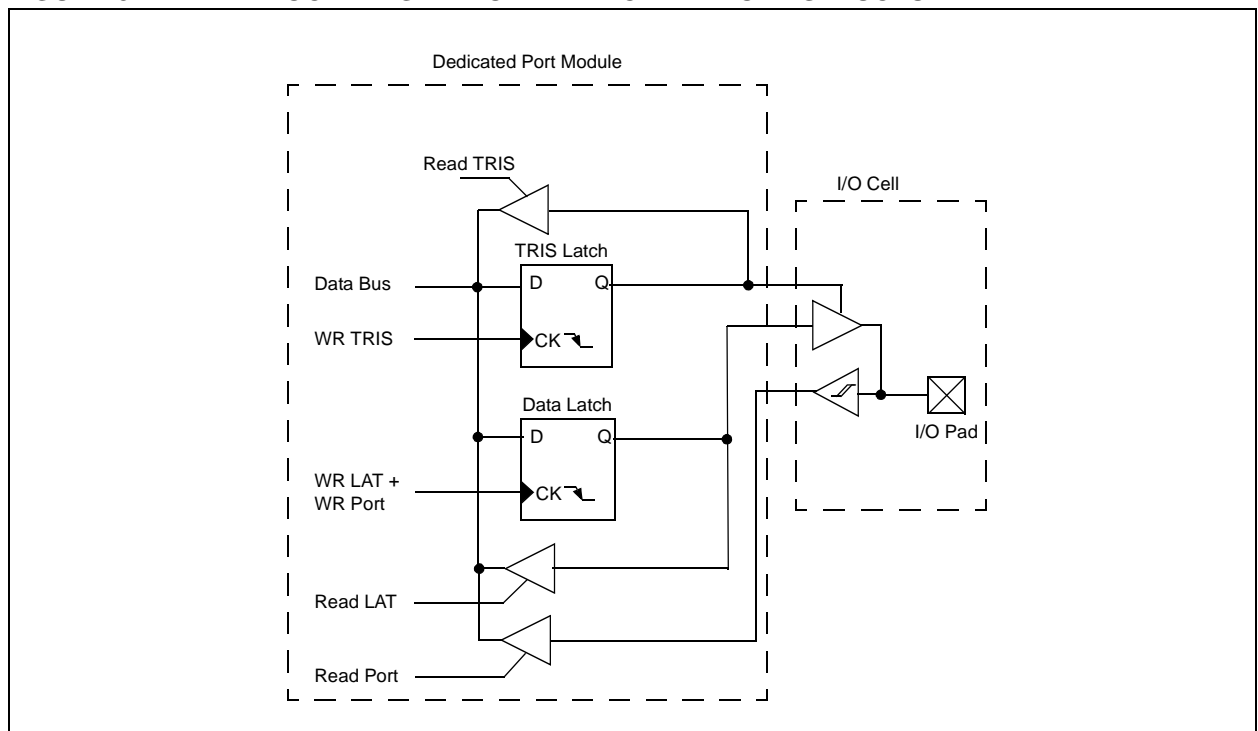 Dedicated Port Module
Read TRIS
I/O Cell
TRIS Latch
Data Bus
D
Q
WR TRIS
CK
Data Latch
I/O Pad
D
Q
WR LAT +
WR Port
CK
Read LAT
Read Port